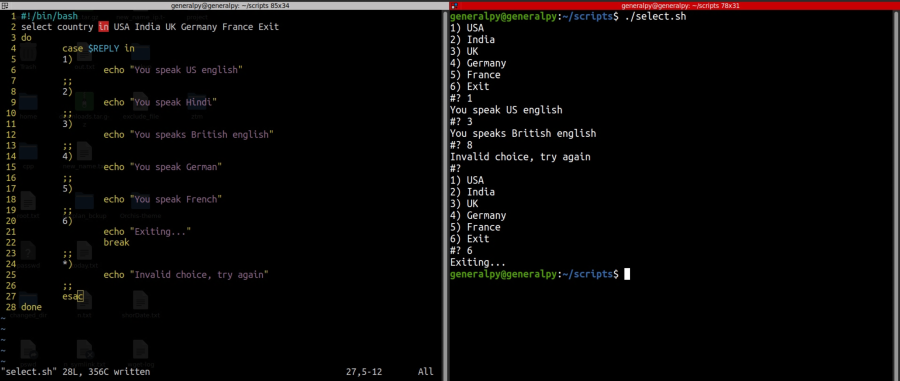 generalpy@generalpy: ~/scripts 85x34
1 #!/bin/bash
2 select country in USA India UK Germany France Exit
3 do
4 case $REPLY in
5 1)
6 echo "You speak US english"
7 ;;
8 2)
9 echo "You speak Hindi"
10 ;;
11 3)
12 echo "You speaks British english"
13 ;;
14 4)
15 echo "You speak German"
16 ;;
17 5)
18 echo "You speak French"
19 ;;
20 6)
21 echo "Exiting..."
22 break
23 ;;
24 *)
25 echo "Invalid choice, try again"
26 ;;
27 esac
28 done
~
~
~
~
~
"select.sh" 28L, 356C written 27,5-12 All
generalpy@generalpy: ~/scripts 78x31
generalpy@generalpy:~/scripts$ ./select.sh
1) USA
2) India
3) UK
4) Germany
5) France
6) Exit
#? 1
You speak US english
#? 3
You speaks British english
#? 8
Invalid choice, try again
#?
1) USA
2) India
3) UK
4) Germany
5) France
6) Exit
#? 6
Exiting...
generalpy@generalpy:~/scripts$